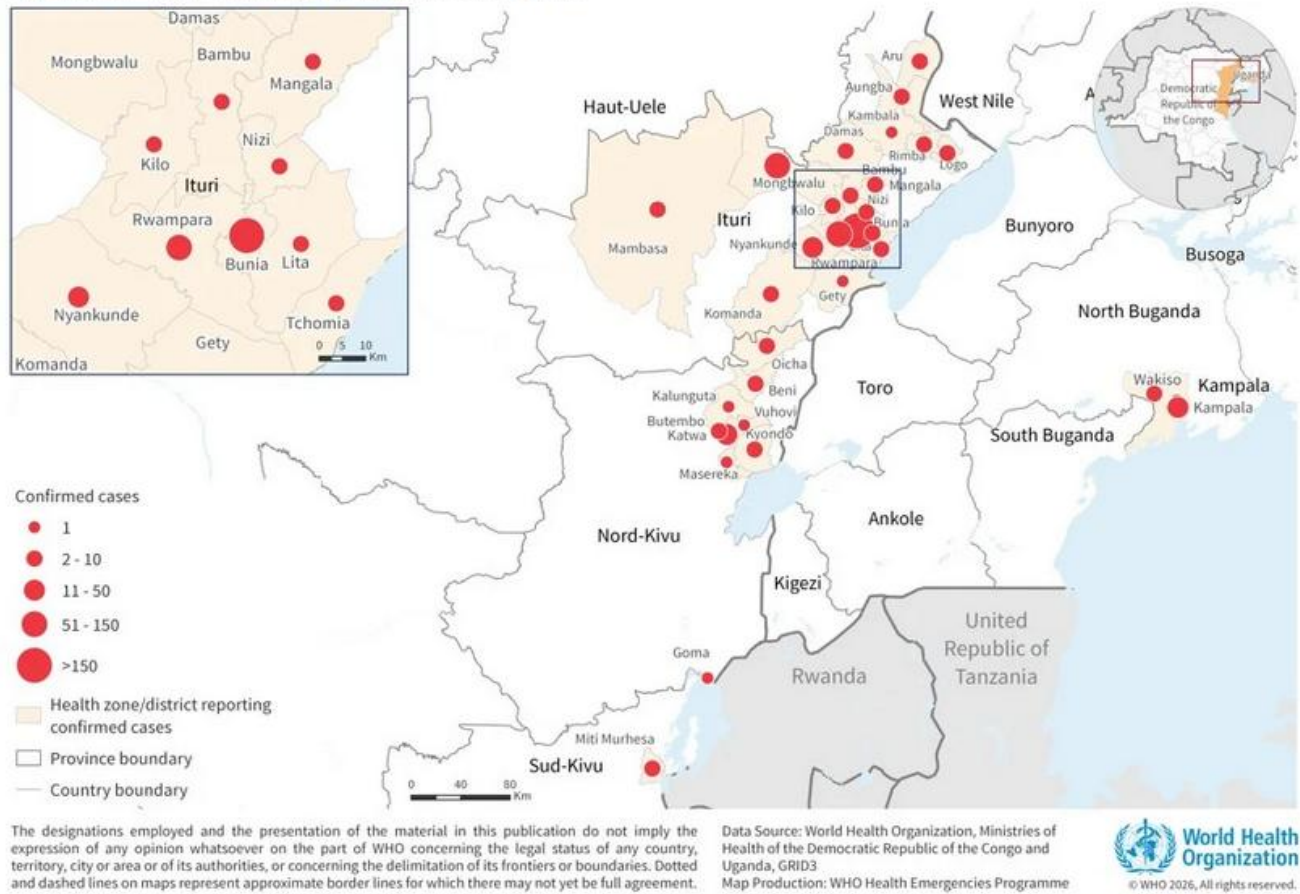 Damas
Bambu
Mongbwalu
Mangala
Nizi
Kilo
Ituri
Rwampara
Bunia
Lita
Nyankunde
Tchomia
Gety
0 5 10
Km
Komanda
Aru
Aungba
Haut-Uele
West Nile
A
Kambala
Damas
Rimba
Logo
Bambu
Mongbwalu
Mangala
Nizi
Kilo
Ituri
Bunia
Nyankunde
Mambasa
Rwampara
Gety
Komanda
Uganda
Democratic
Republic of
the Congo
S
Bunyoro
Busoga
North Buganda
Oicha
Beni
Toro
Wakiso
Kampala
Kampala
Kalunguta
Vuhovi
Butembo
Katwa
Kyondo
South Buganda
Masereka
Ankole
Nord-Kivu
Kigezi
United
Republic of
Tanzania
Goma
Rwanda
Miti Murhesa
Sud-Kivu
0 40 80
Km
Confirmed cases
1
2 - 10
11 - 50
51 - 150
>150
Health zone/district reporting
confirmed cases
Province boundary
Country boundary
The designations employed and the presentation of the material in this publication do not imply the
expression of any opinion whatsoever on the part of WHO concerning the legal status of any country,
territory, city or area or of its authorities, or concerning the delimitation of its frontiers or boundaries. Dotted
and dashed lines on maps represent approximate border lines for which there may not yet be full agreement.
Data Source: World Health Organization, Ministries of
Health of the Democratic Republic of the Congo and
Uganda, GRID3
Map Production: WHO Health Emergencies Programme
World Health
Organization
© WHO 2026, All rights reserved.